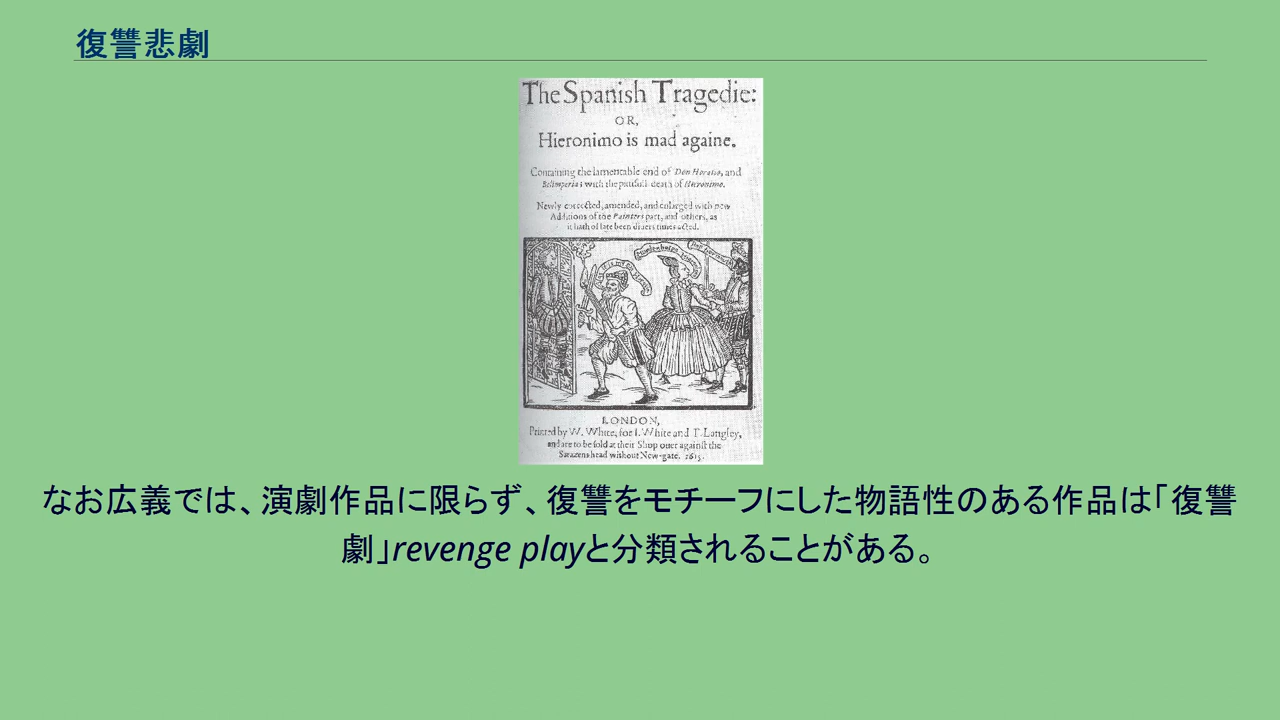 復讐悲劇
The Spanish Tragedie:
OR,
Hieronimo is mad againe.
Containing the lamentable end of Don Horatio, and
Belimperia; with the pittifull death of Hieronimo.
Newly corrected, amended, and enlarged with new
Additions of the Painters part, and others, as
it hath of late been divers times acted.
LONDON,
Printed by W. White, for I. White and T. Langley,
and are to be sold at their Shop ouer against the
Sarazens head without New-gate. 1615.
なお広義では、演劇作品に限らず、復讐をモチーフにした物語性のある作品は「復讐
劇」revenge playと分類されることがある。